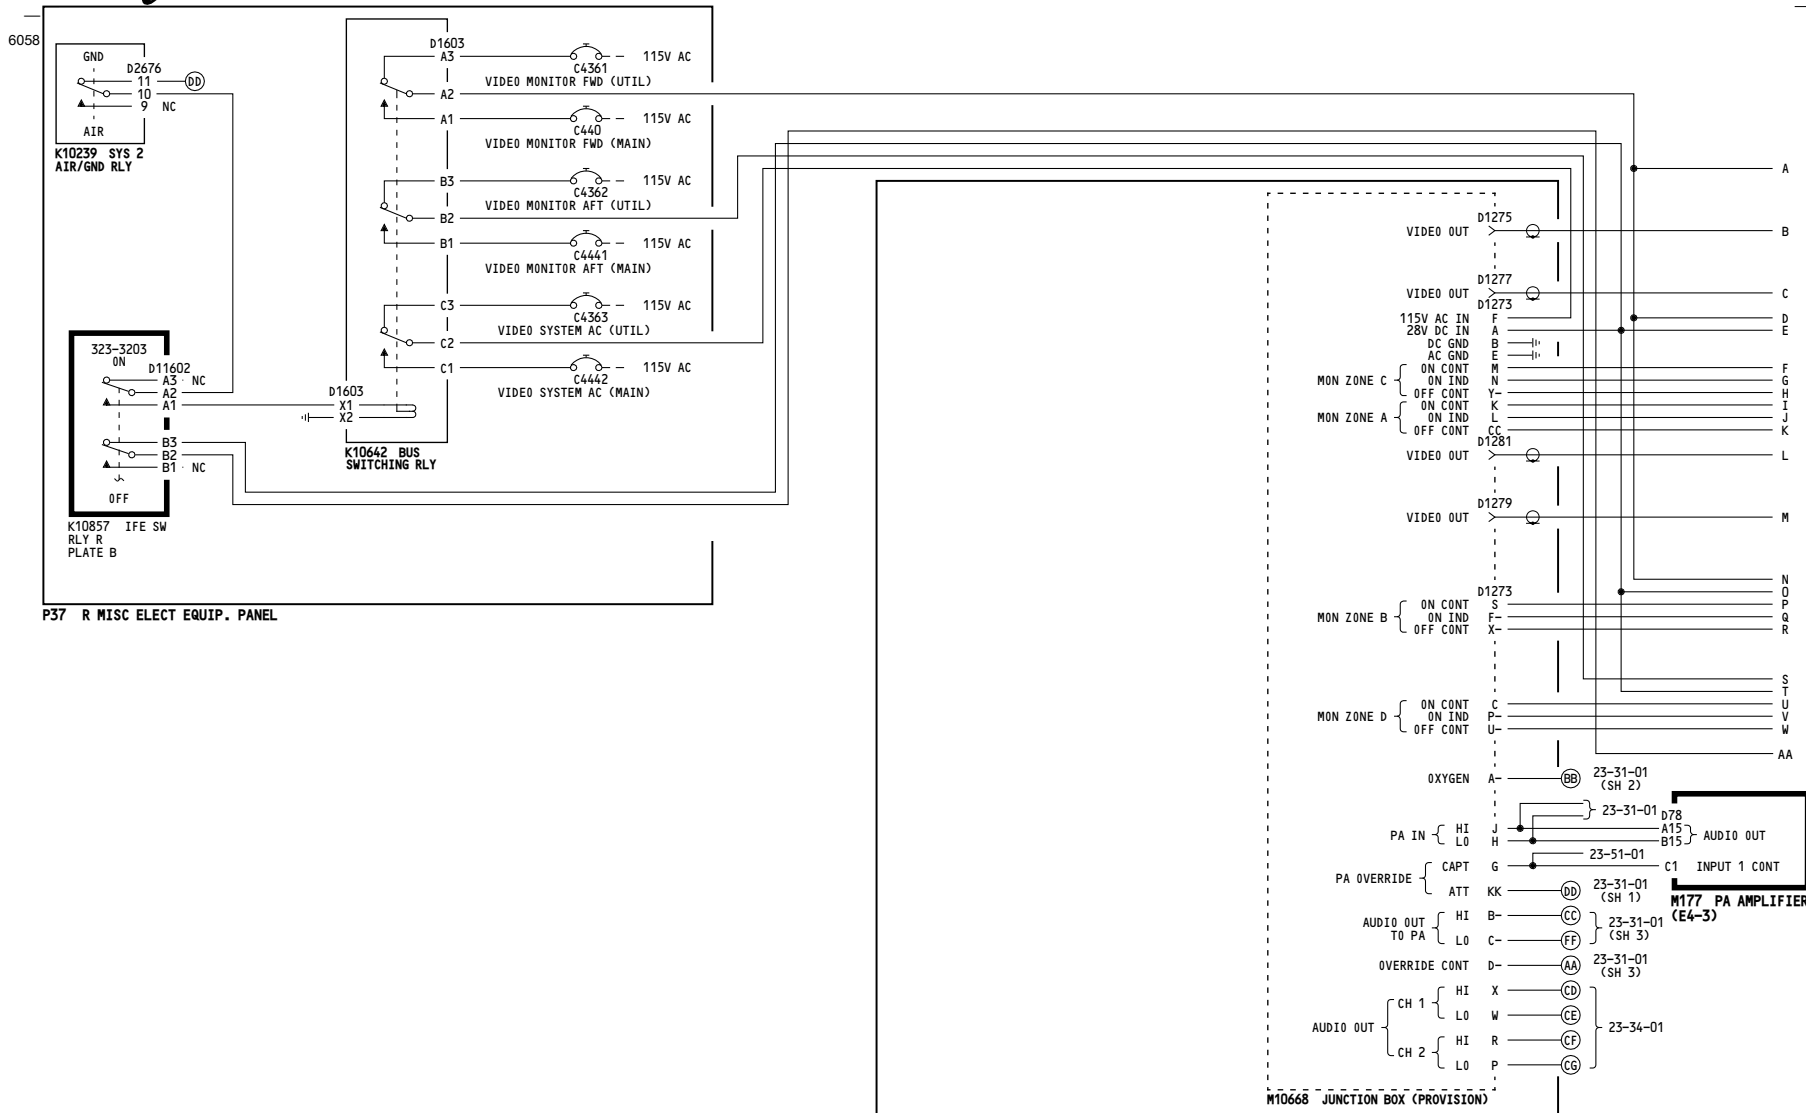 6058
GND
D2676
11 DD
10
9 NC
AIR
K10239 SYS 2
AIR/GND RLY
323-3203
ON
D11602
A3 NC
A2
A1
B3
B2
B1 NC
OFF
K10857 IFE SW
RLY R
PLATE B
D1603
A3
C4361
115V AC
VIDEO MONITOR FWD (UTIL)
A2
A1
C440
115V AC
VIDEO MONITOR FWD (MAIN)
B3
C4362
115V AC
VIDEO MONITOR AFT (UTIL)
B2
B1
C4441
115V AC
VIDEO MONITOR AFT (MAIN)
C3
C4363
115V AC
VIDEO SYSTEM AC (UTIL)
C2
C1
C4442
115V AC
VIDEO SYSTEM AC (MAIN)
D1603
X1
X2
K10642 BUS
SWITCHING RLY
P37 R MISC ELECT EQUIP. PANEL
A
D1275
VIDEO OUT B
D1277
VIDEO OUT C
D1273
115V AC IN F D
28V DC IN A E
DC GND B
AC GND E
MON ZONE C
ON CONT M F
ON IND N G
OFF CONT Y- H
MON ZONE A
ON CONT K I
ON IND L J
OFF CONT CC K
D1281
VIDEO OUT L
D1279
VIDEO OUT M
N
D1273 O
MON ZONE B
ON CONT S P
ON IND F- Q
OFF CONT X- R
S
T
MON ZONE D
ON CONT C U
ON IND P- V
OFF CONT U- W
AA
OXYGEN A- BB 23-31-01
(SH 2)
23-31-01
D78
PA IN
HI J A15
LO H B15
AUDIO OUT
23-51-01
PA OVERRIDE
CAPT G C1 INPUT 1 CONT
ATT KK DD 23-31-01
(SH 1)
M177 PA AMPLIFIER
(E4-3)
AUDIO OUT
TO PA
HI B- CC
LO C- FF
23-31-01
(SH 3)
OVERRIDE CONT D- AA 23-31-01
(SH 3)
AUDIO OUT
CH 1
HI X CD
LO W CE
23-34-01
CH 2
HI R CF
LO P CG
M10668 JUNCTION BOX (PROVISION)